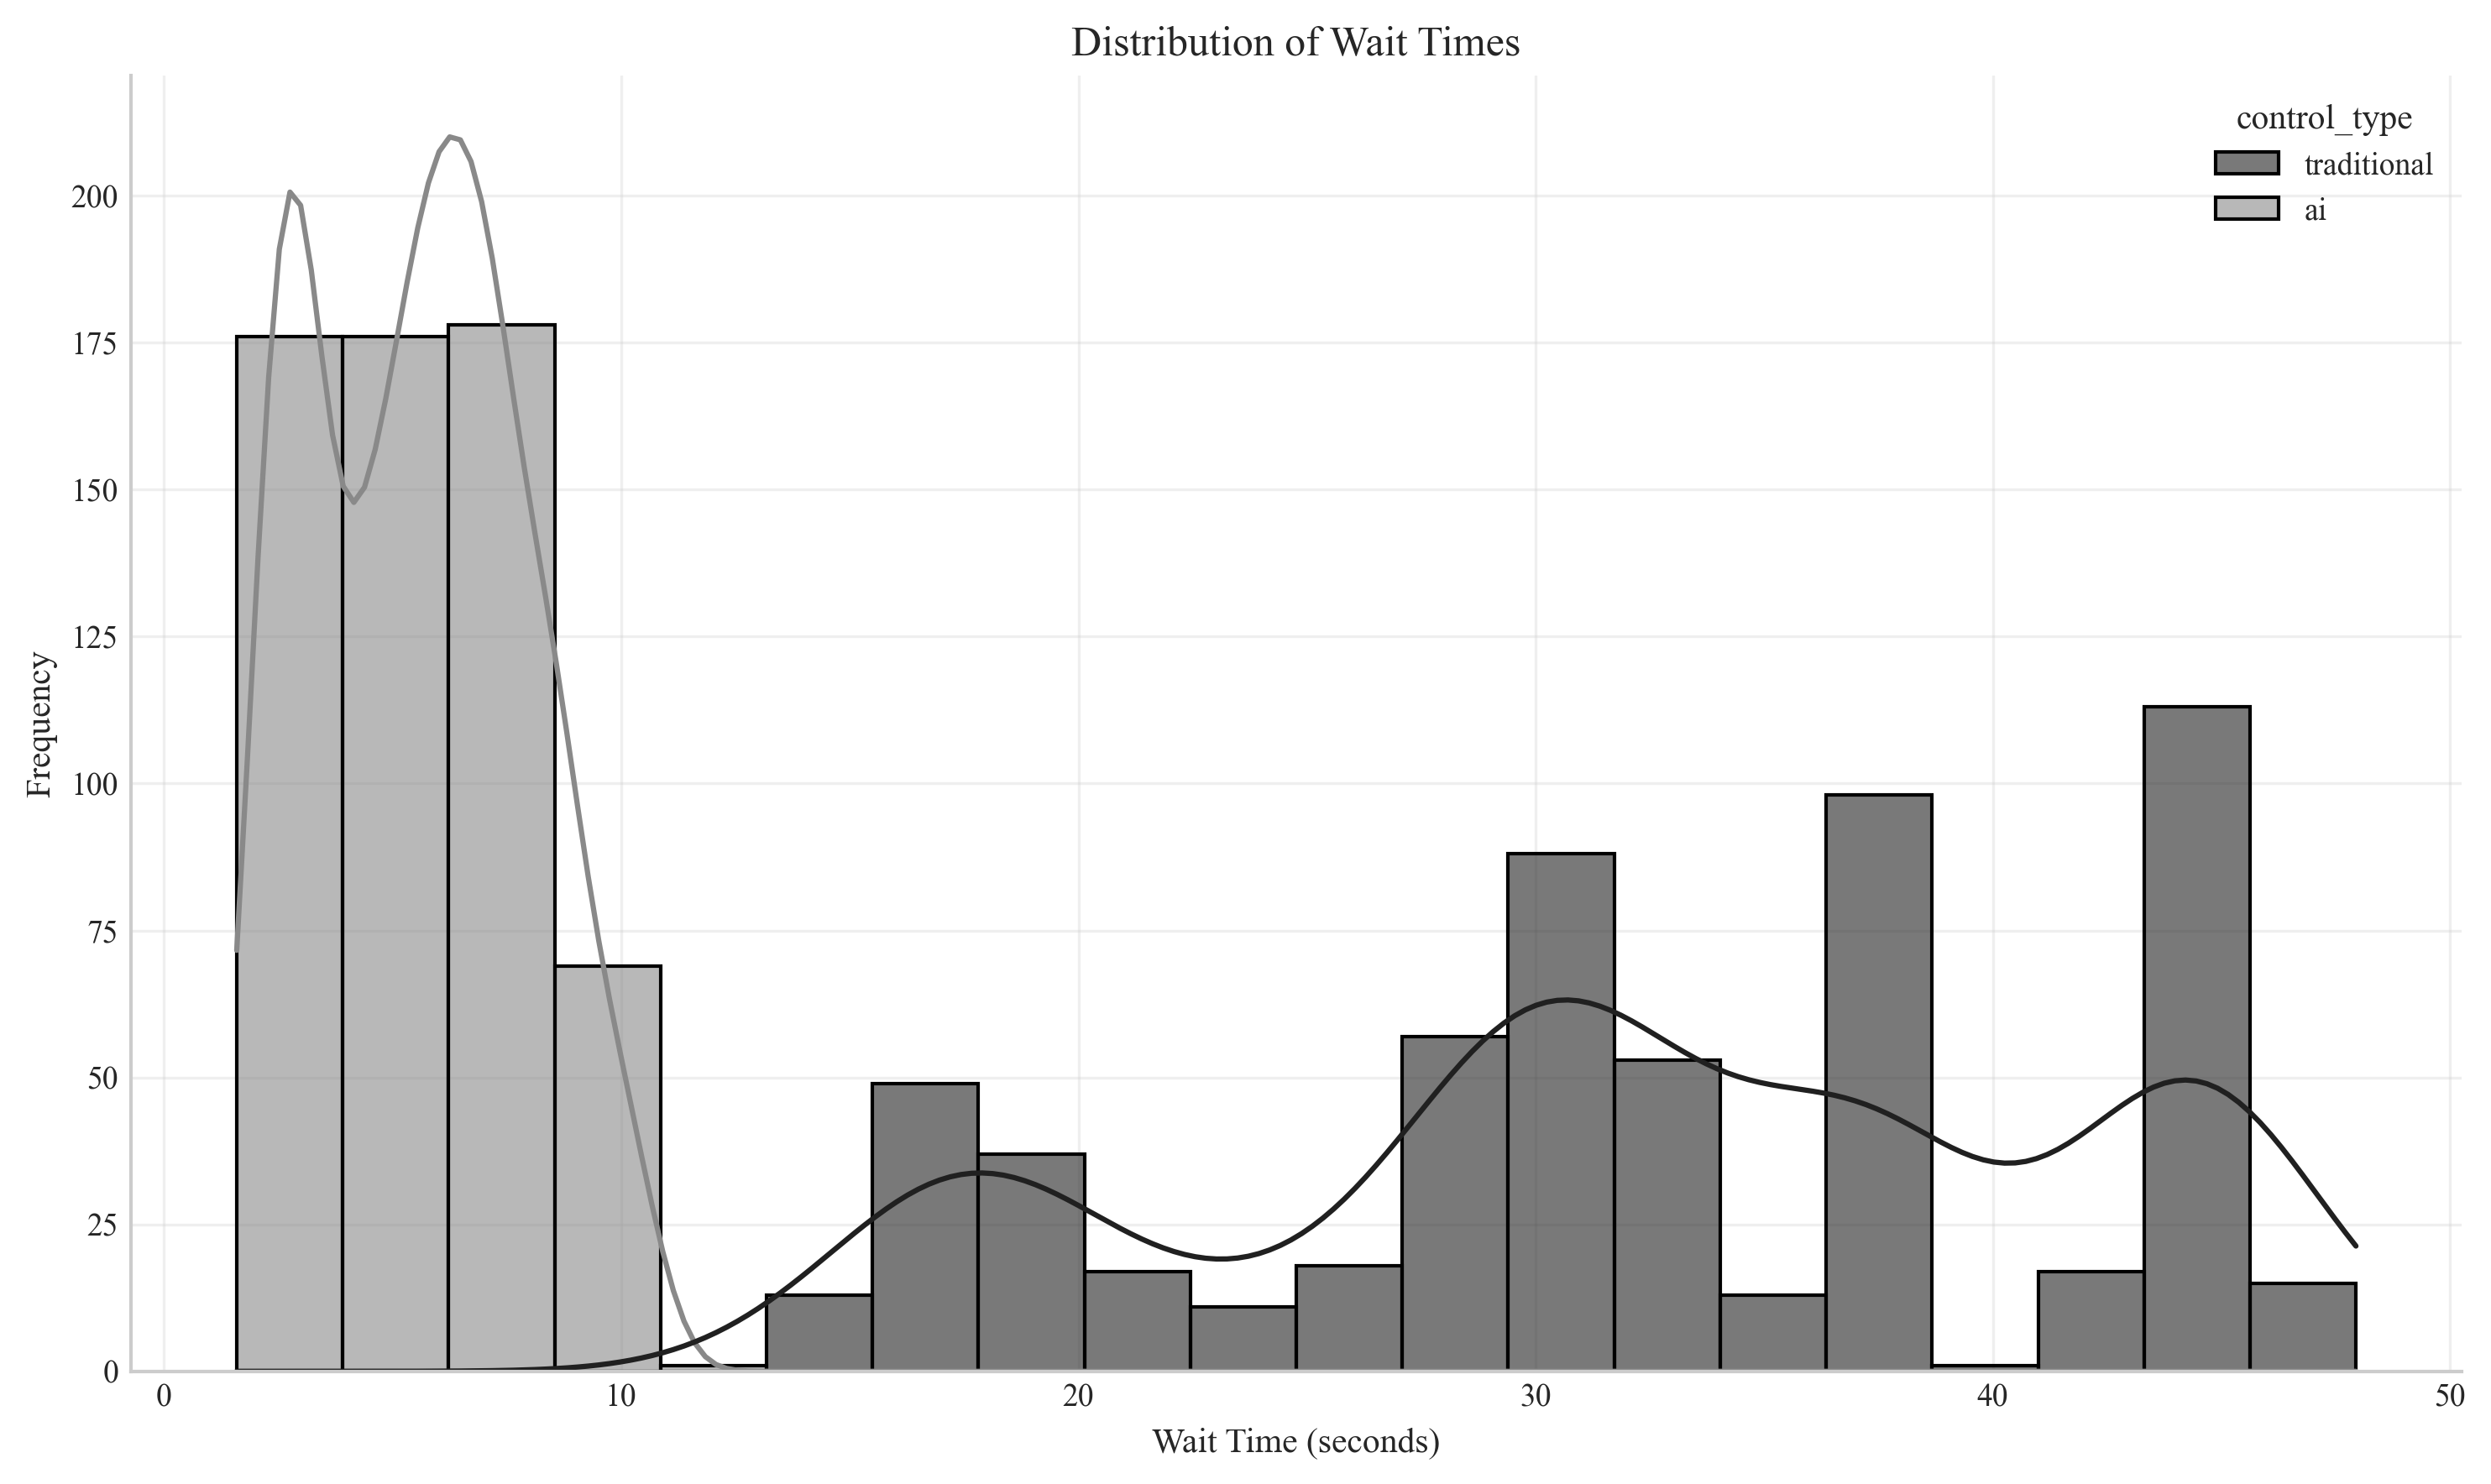 Distribution of Wait Times
control_type
traditional
ai
200
175
150
125
100
75
50
25
0
Frequency
0 10 20 30 40 50
Wait Time (seconds)